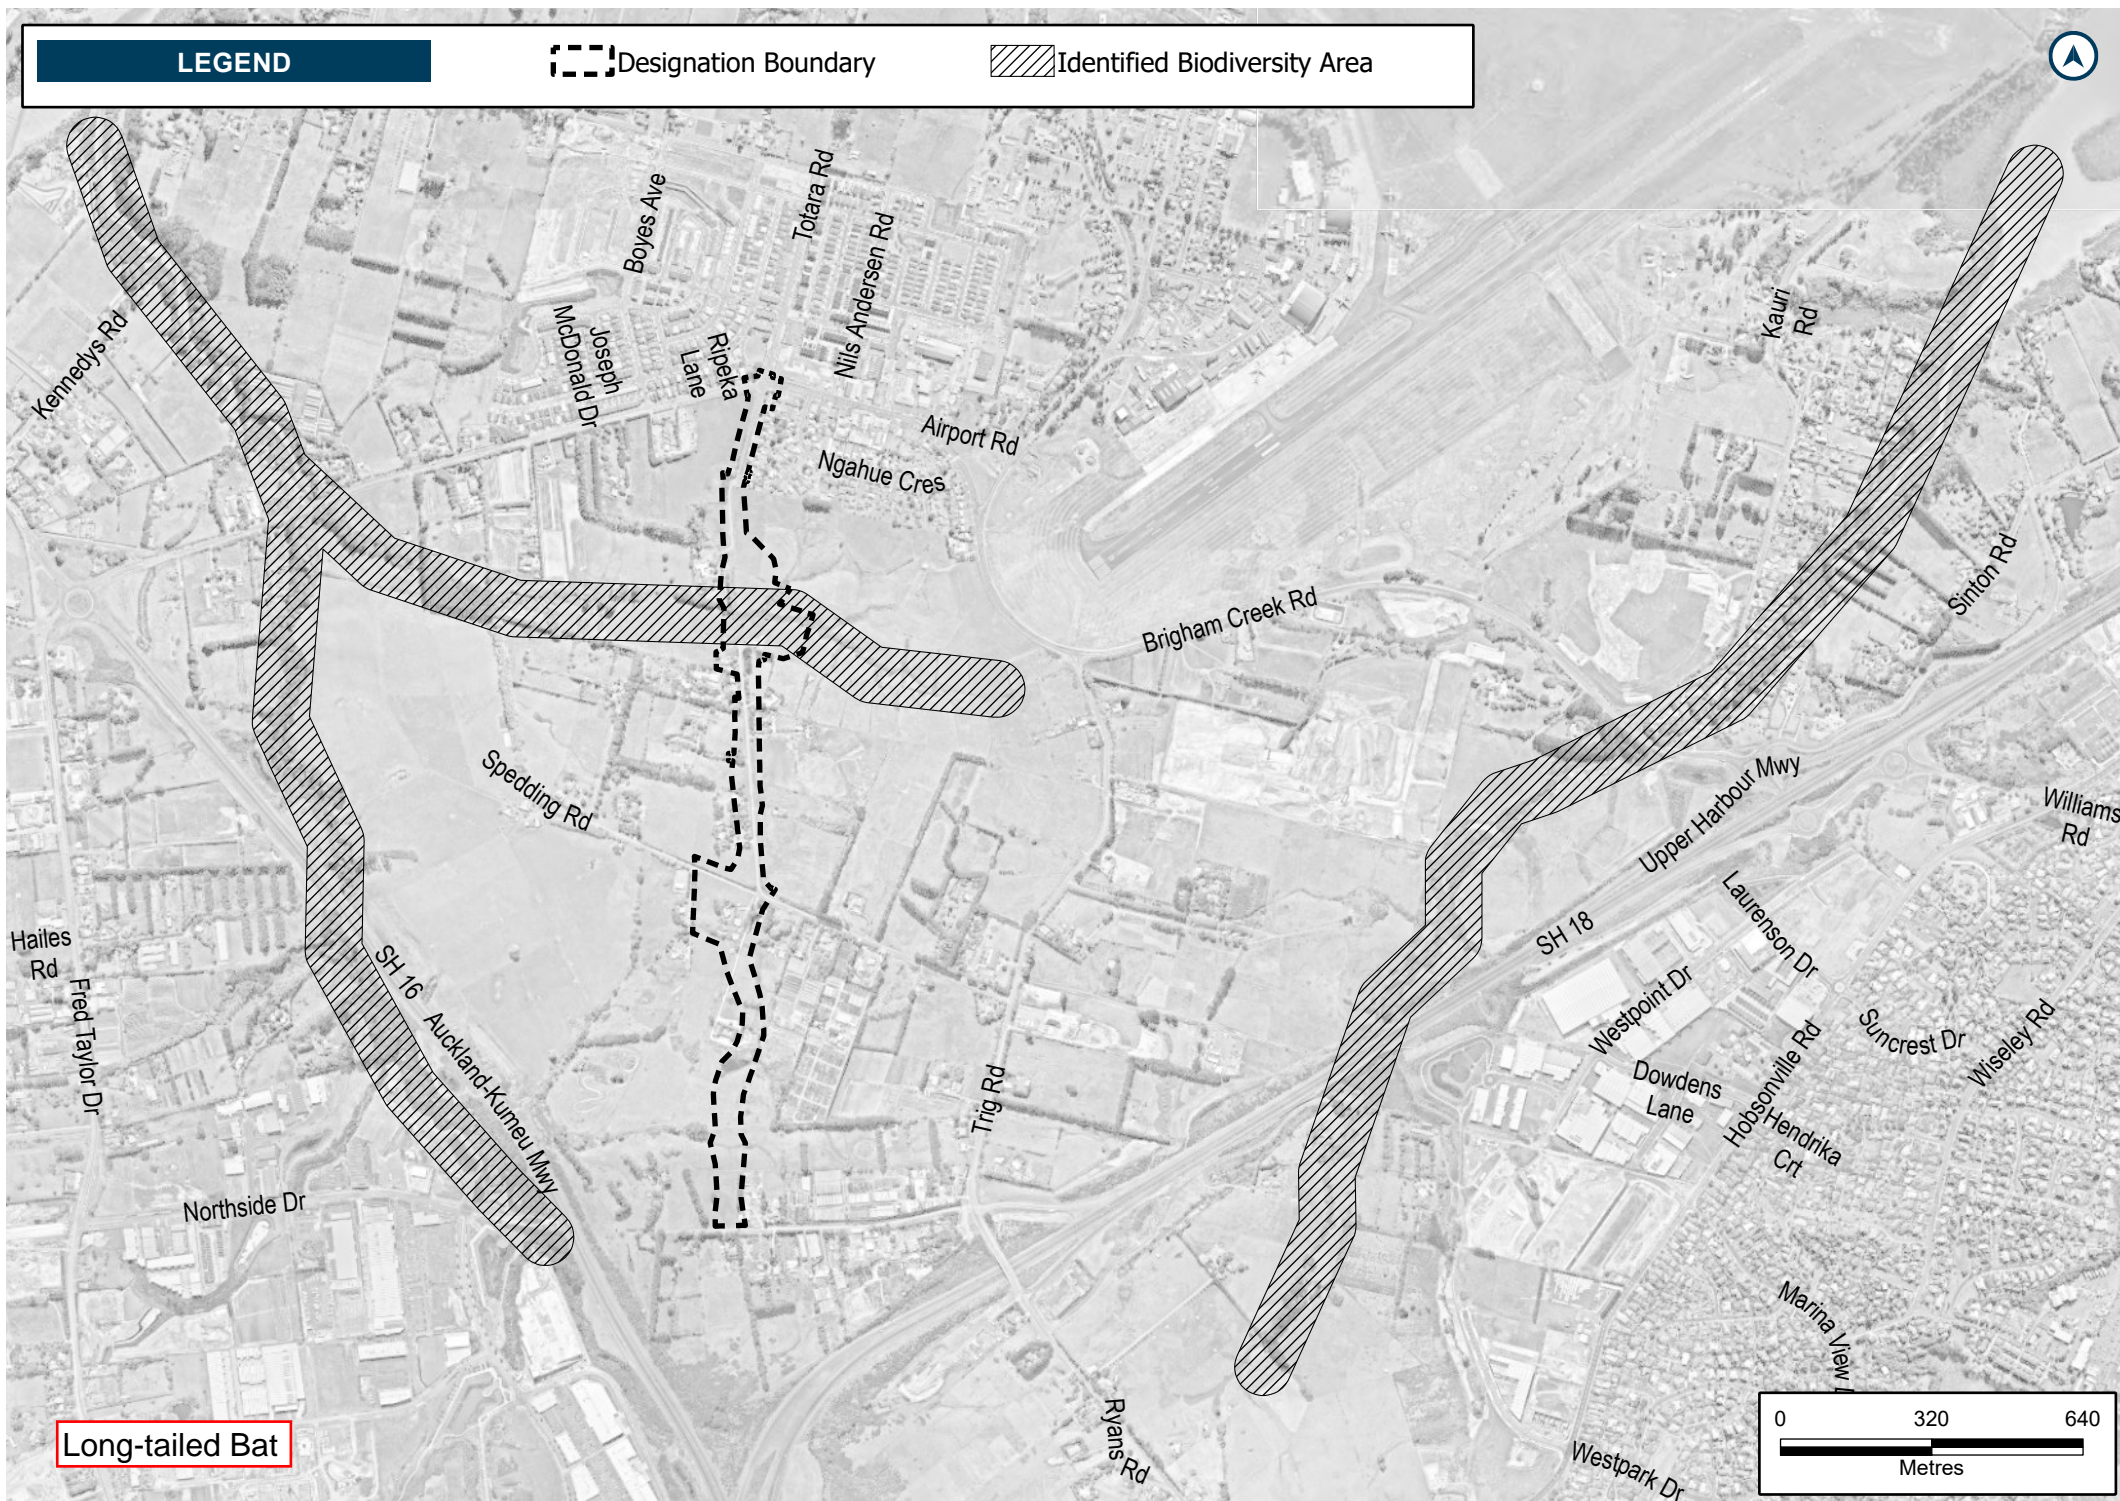 LEGEND
Designation Boundary
Identified Biodiversity Area
Boyes Ave
Totara Rd
Nils Andersen Rd
Kennedys Rd
Joseph
McDonald Dr
Ripeka
Lane
Kauri
Rd
Airport Rd
Ngahue Cres
Sinton Rd
Brigham Creek Rd
Spedding Rd
Upper Harbour Mwy
Williams
Rd
Hailes
Rd
SH 16
SH 18
Laurenson Dr
Fred Taylor Dr
Auckland-Kumeu Mwy
Westpoint Dr
Suncrest Dr
Wiseley Rd
Trig Rd
Dowdens
Lane
Hobsonville Rd
Hendrika
Crt
Northside Dr
Marina View
Ryans Rd
Westpark Dr
Long-tailed Bat
0 320 640
Metres